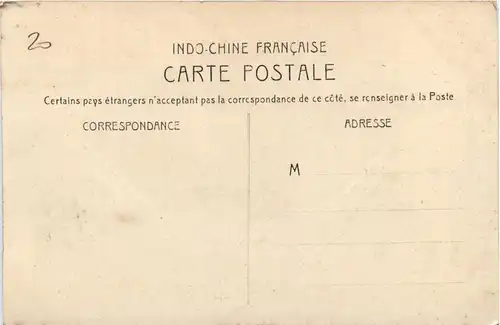 20
INDO-CHINE FRANÇAISE
CARTE POSTALE
Certains pays étrangers n'acceptant pas la correspondance de ce côté, se renseigner à la Poste
CORRESPONDANCE
ADRESSE
M